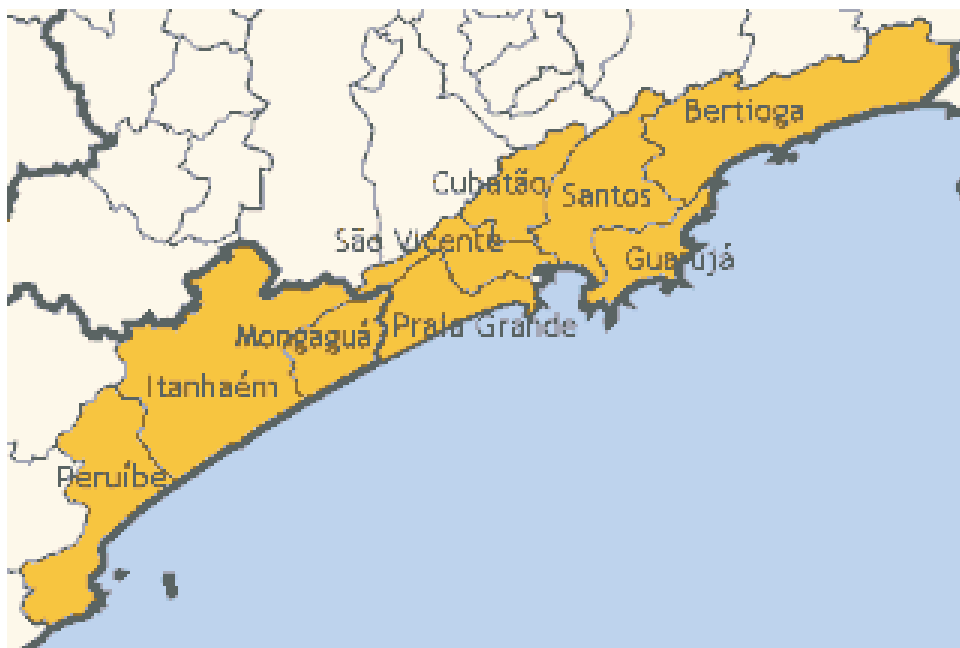 Bertioga
Cubatão
Santos
São Vicente
Guarujá
Mongaguá
Praia Grande
Itanhaém
Peruíbe